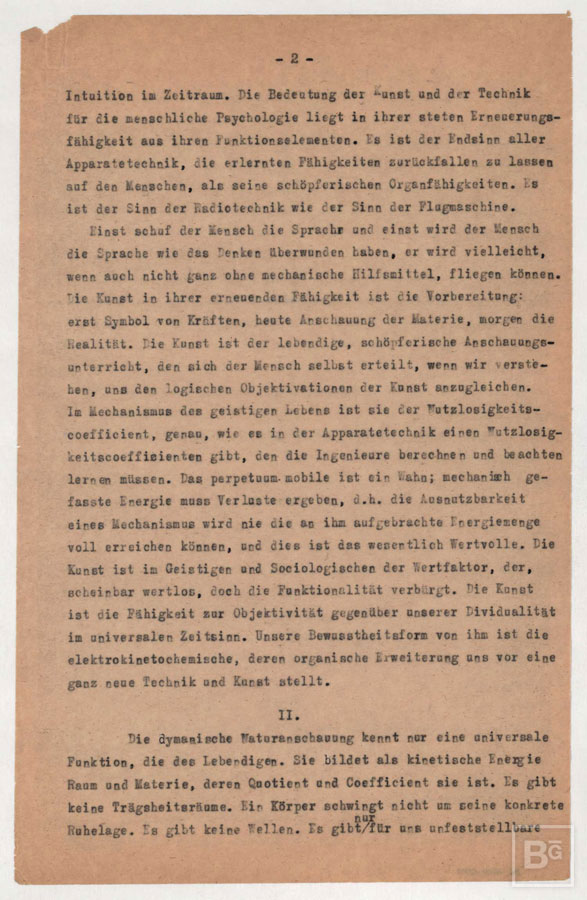 - 2 -
Intuition im Zeitraum. Die Bedeutung der Kunst und der Technik
für die menschliche Psychologie liegt in ihrer steten Erneuerungs-
fähigkeit aus ihren Funktionselementen. Es ist der Endsinn aller
Apparatetechnik, die erlernten Fähigkeiten zurückfallen zu lassen
auf den Menschen, als seine schöpferischen Organfähigkeiten. Es
ist der Sinn der Radiotechnik wie der Sinn der Flugmaschine.
Einst schuf der Mensch die Sprache und einst wird der Mensch
die Sprache wie das Denken überwunden haben, er wird vielleicht,
wenn auch nicht ganz ohne mechanische Hilfsmittel, fliegen können.
Die Kunst in ihrer erneuenden Fähigkeit ist die Vorbereitung:
erst Symbol von Kräften, heute Anschauung der Materie, morgen die
Realität. Die Kunst ist der lebendige, schöpferische Anschauungs-
unterricht, den sich der Mensch selbst erteilt, wenn wir verste-
hen, uns den logischen Objektivationen der Kunst anzugleichen.
Im Mechanismus des geistigen Lebens ist sie der Nutzlosigkeits-
coefficient, genau, wie es in der Apparatetechnik einen Nutzlosig-
keitscoeffisienten gibt, den die Ingenieure berechnen und beachten
lernen müssen. Das perpetuum-mobile ist ein Wahn; mechanisch ge-
fasste Energie muss Verluste ergeben, d.h. die Ausnutzbarkeit
eines Mechanismus wird nie die an ihm aufgebrachte Energiemenge
voll erreichen können, und dies ist das wesentlich Wertvolle. Die
Kunst ist im Geistigen und Sociologischen der Wertfaktor, der,
scheinbar wertlos, doch die Funktionalität verbürgt. Die Kunst
ist die Fähigkeit zur Objektivität gegenüber unserer Dividualität
im universalen Zeitsinn. Unsere Bewusstheitsform von ihm ist die
elektrokinetochemische, deren organische Erweiterung uns vor eine
ganz neue Technik und Kunst stellt.
II.
Die dymanische Naturanschauung kennt nur eine universale
Funktion, die des Lebendigen. Sie bildet als kinetische Energie
Raum und Materie, deren Quotient und Coefficient sie ist. Es gibt
keine Trägsheitsräume. Ein Körper schwingt nicht um seine konkrete
Ruhelage. Es gibt keine Wellen. Es gibt/nur für uns unfeststellbare
BG